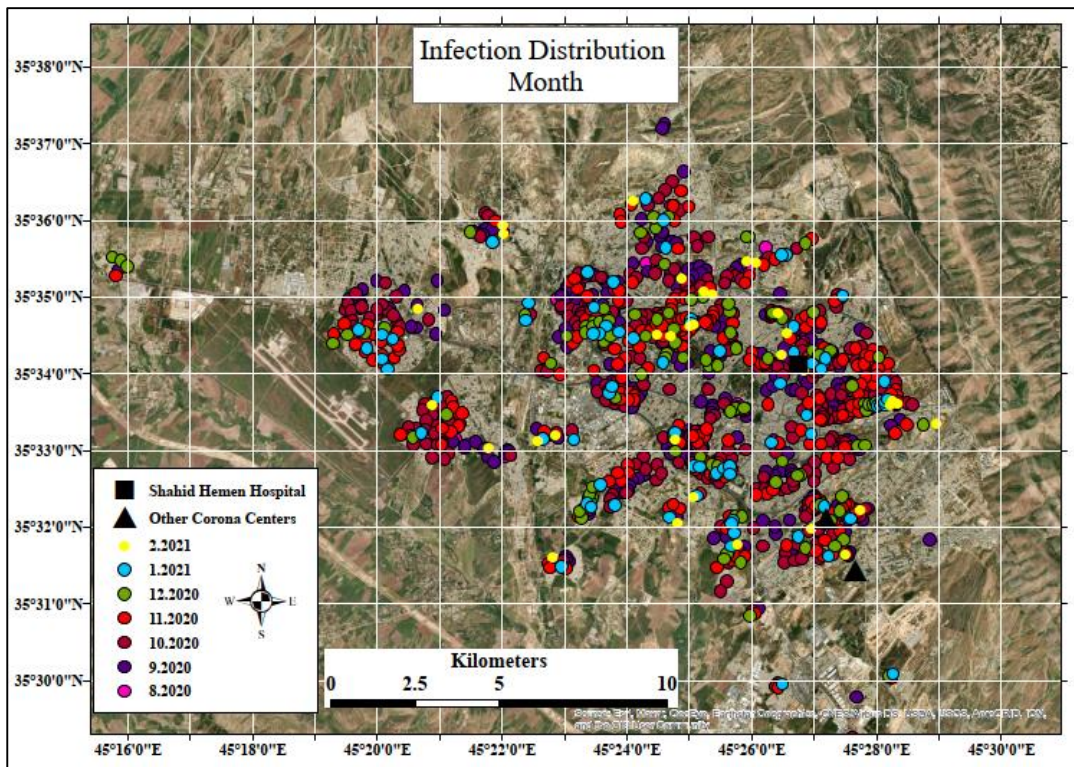 Infection Distribution
Month
35°38'0"N
35°37'0"N
35°36'0"N
35°35'0"N
35°34'0"N
35°33'0"N
35°32'0"N
35°31'0"N
35°30'0"N
Shahid Hemen Hospital
Other Corona Centers
2.2021
1.2021
12.2020
11.2020
10.2020
9.2020
8.2020
N
W E
S
Kilometers
0 2.5 5 10
45°16'0"E 45°18'0"E 45°20'0"E 45°22'0"E 45°24'0"E 45°26'0"E 45°28'0"E 45°30'0"E